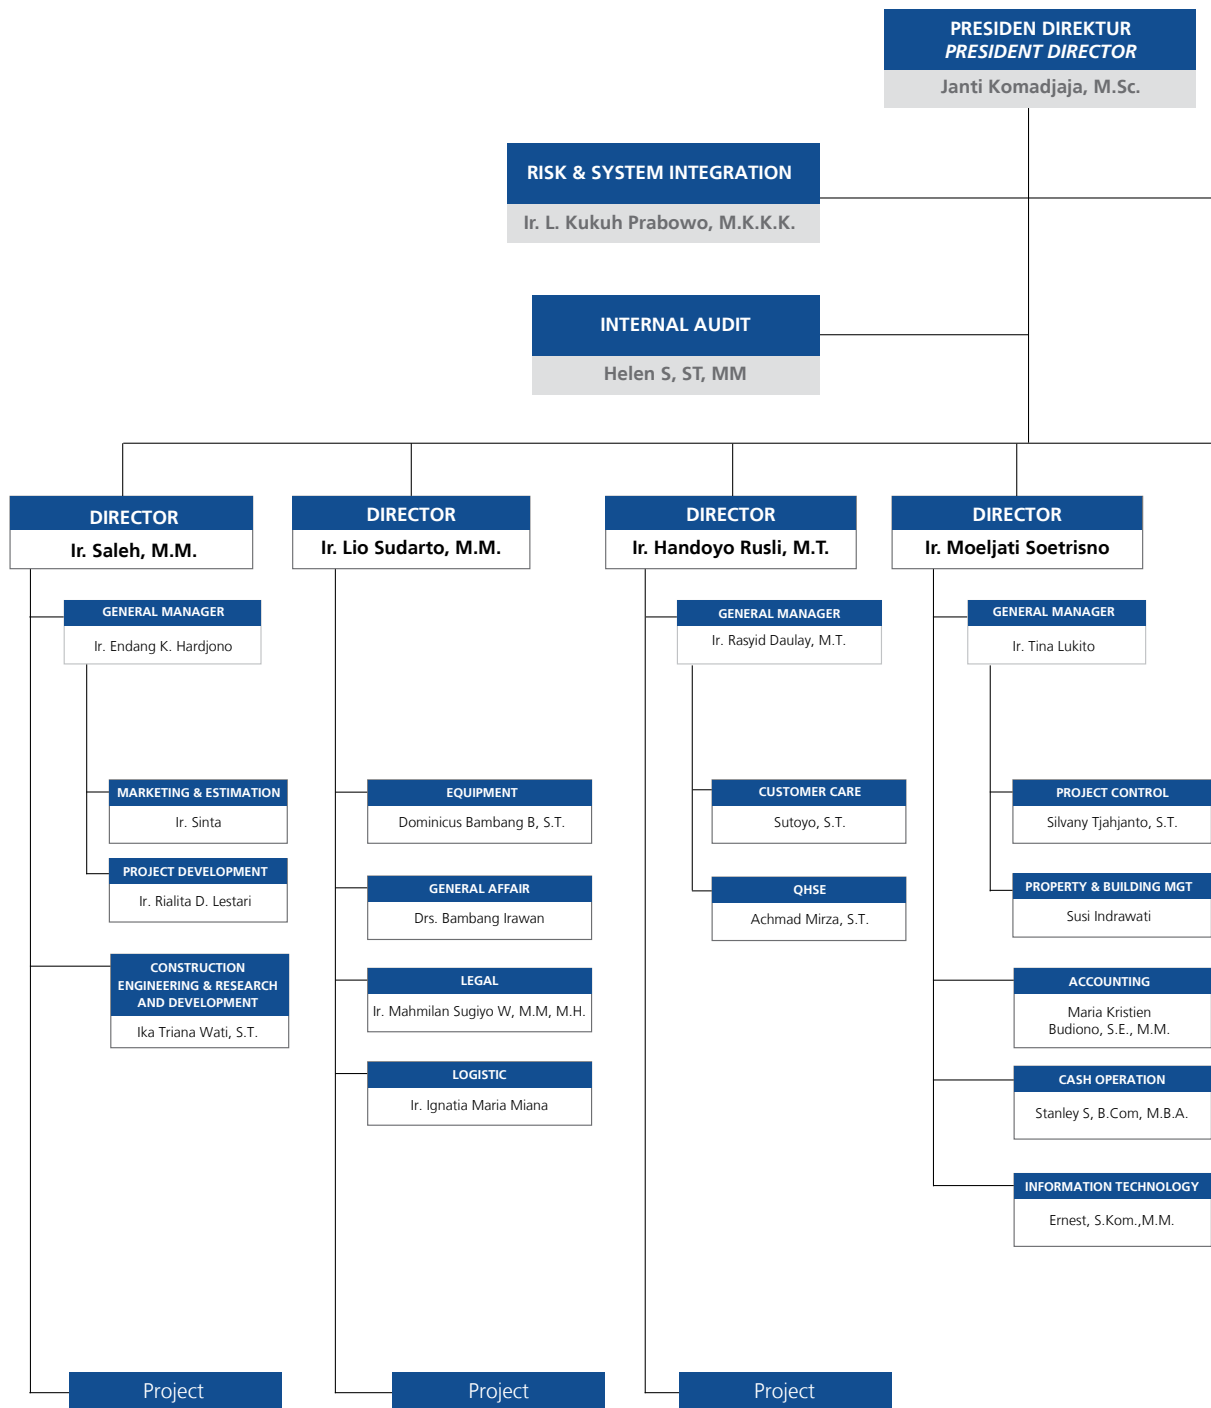 PRESIDEN DIREKTUR
PRESIDENT DIRECTOR
Janti Komadjaja, M.Sc.
RISK & SYSTEM INTEGRATION
Ir. L. Kukuh Prabowo, M.K.K.K.
INTERNAL AUDIT
Helen S, ST, MM
DIRECTOR
Ir. Saleh, M.M.
GENERAL MANAGER
Ir. Endang K. Hardjono
MARKETING & ESTIMATION
Ir. Sinta
PROJECT DEVELOPMENT
Ir. Rialita D. Lestari
CONSTRUCTION
ENGINEERING & RESEARCH
AND DEVELOPMENT
Ika Triana Wati, S.T.
Project
DIRECTOR
Ir. Lio Sudarto, M.M.
EQUIPMENT
Dominicus Bambang B, S.T.
GENERAL AFFAIR
Drs. Bambang Irawan
LEGAL
Ir. Mahmilan Sugiyo W, M.M, M.H.
LOGISTIC
Ir. Ignatia Maria Miana
Project
DIRECTOR
Ir. Handoyo Rusli, M.T.
GENERAL MANAGER
Ir. Rasyid Daulay, M.T.
CUSTOMER CARE
Sutoyo, S.T.
QHSE
Achmad Mirza, S.T.
Project
DIRECTOR
Ir. Moeljati Soetrisno
GENERAL MANAGER
Ir. Tina Lukito
PROJECT CONTROL
Silvany Tjahjanto, S.T.
PROPERTY & BUILDING MGT
Susi Indrawati
ACCOUNTING
Maria Kristien
Budiono, S.E., M.M.
CASH OPERATION
Stanley S, B.Com, M.B.A.
INFORMATION TECHNOLOGY
Ernest, S.Kom.,M.M.